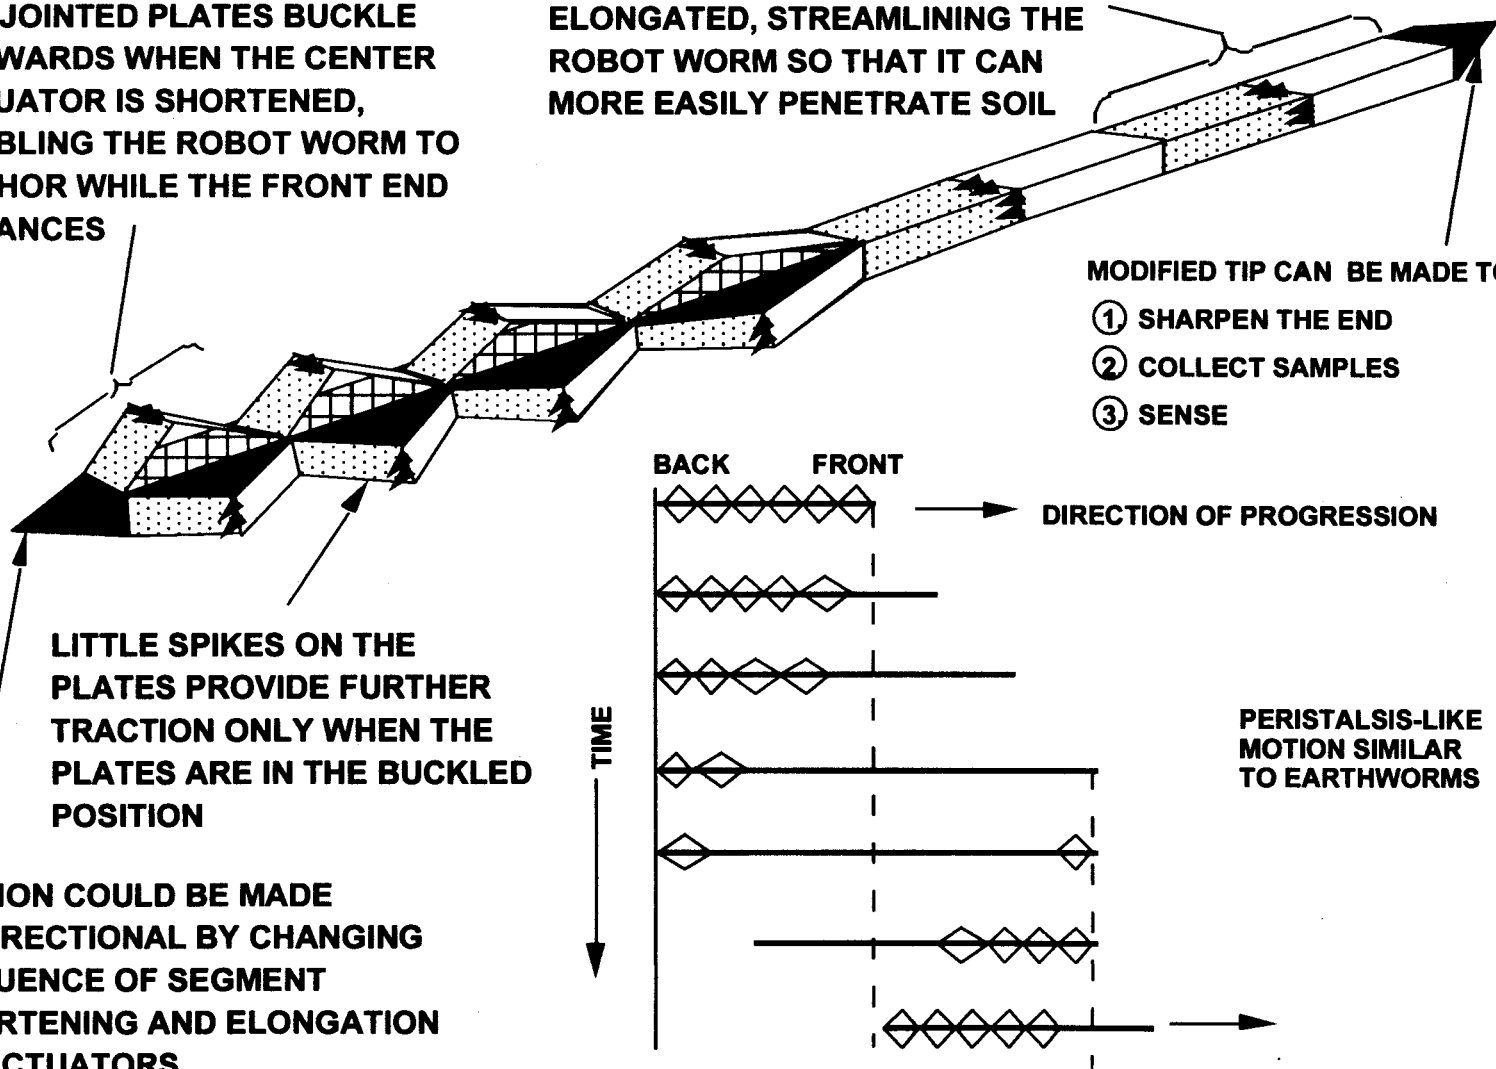 JOINTED PLATES BUCKLE
WARDS WHEN THE CENTER
UATOR IS SHORTENED,
BLING THE ROBOT WORM TO
HOR WHILE THE FRONT END
ANCES
ELONGATED, STREAMLINING THE
ROBOT WORM SO THAT IT CAN
MORE EASILY PENETRATE SOIL
MODIFIED TIP CAN BE MADE TO
1. SHARPEN THE END
2 COLLECT SAMPLES
3. SENSE
BACK FRONT
DIRECTION OF PROGRESSION
LITTLE SPIKES ON THE
PLATES PROVIDE FURTHER
TRACTION ONLY WHEN THE
PLATES ARE IN THE BUCKLED
POSITION
TIME
PERISTALSIS-LIKE
MOTION SIMILAR
TO EARTHWORMS
ION COULD BE MADE
RECTIONAL BY CHANGING
UENCE OF SEGMENT
RTENING AND ELONGATION
CTUATORS